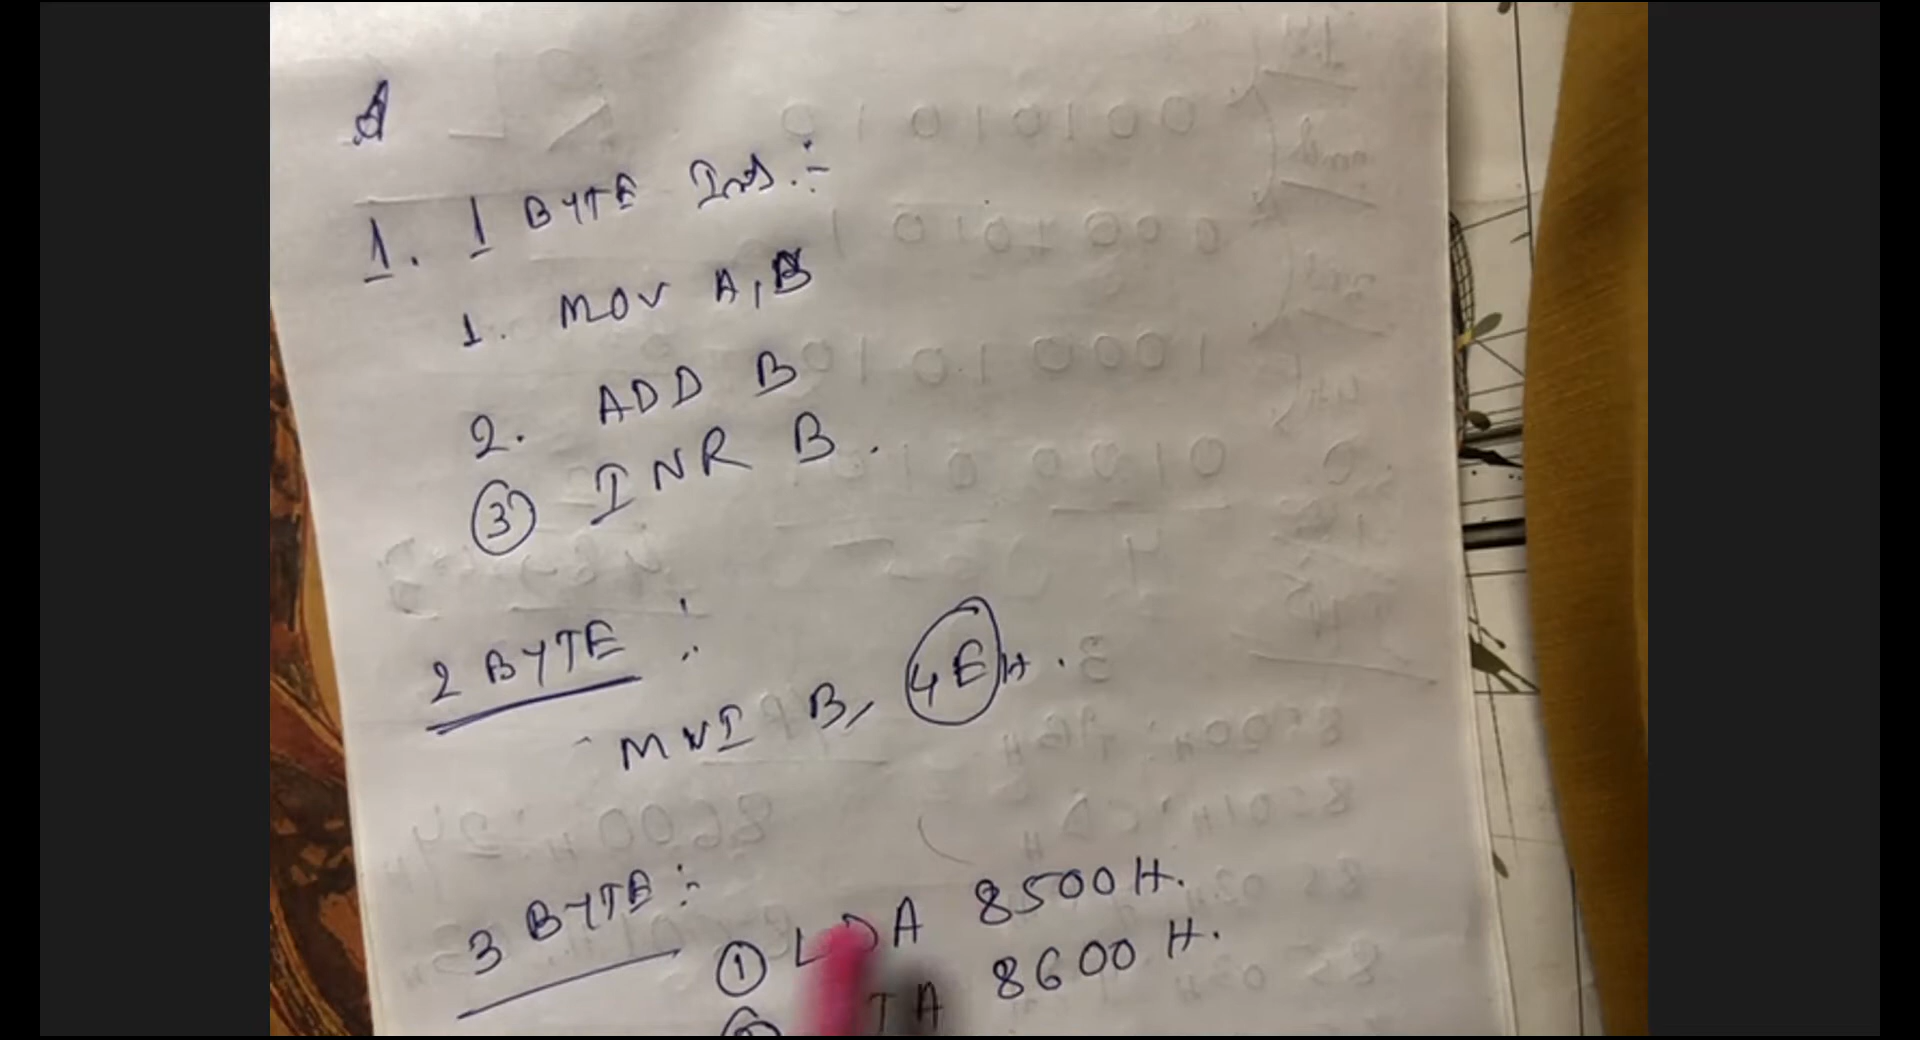 1. 1 BYTE Ins.:-
1. MOV A, B
2. ADD B
3 INR B.
2 BYTE :
MVI B, 4EH.
3 BYTE :-
1 LDA 8500H.
TA 8600 H.